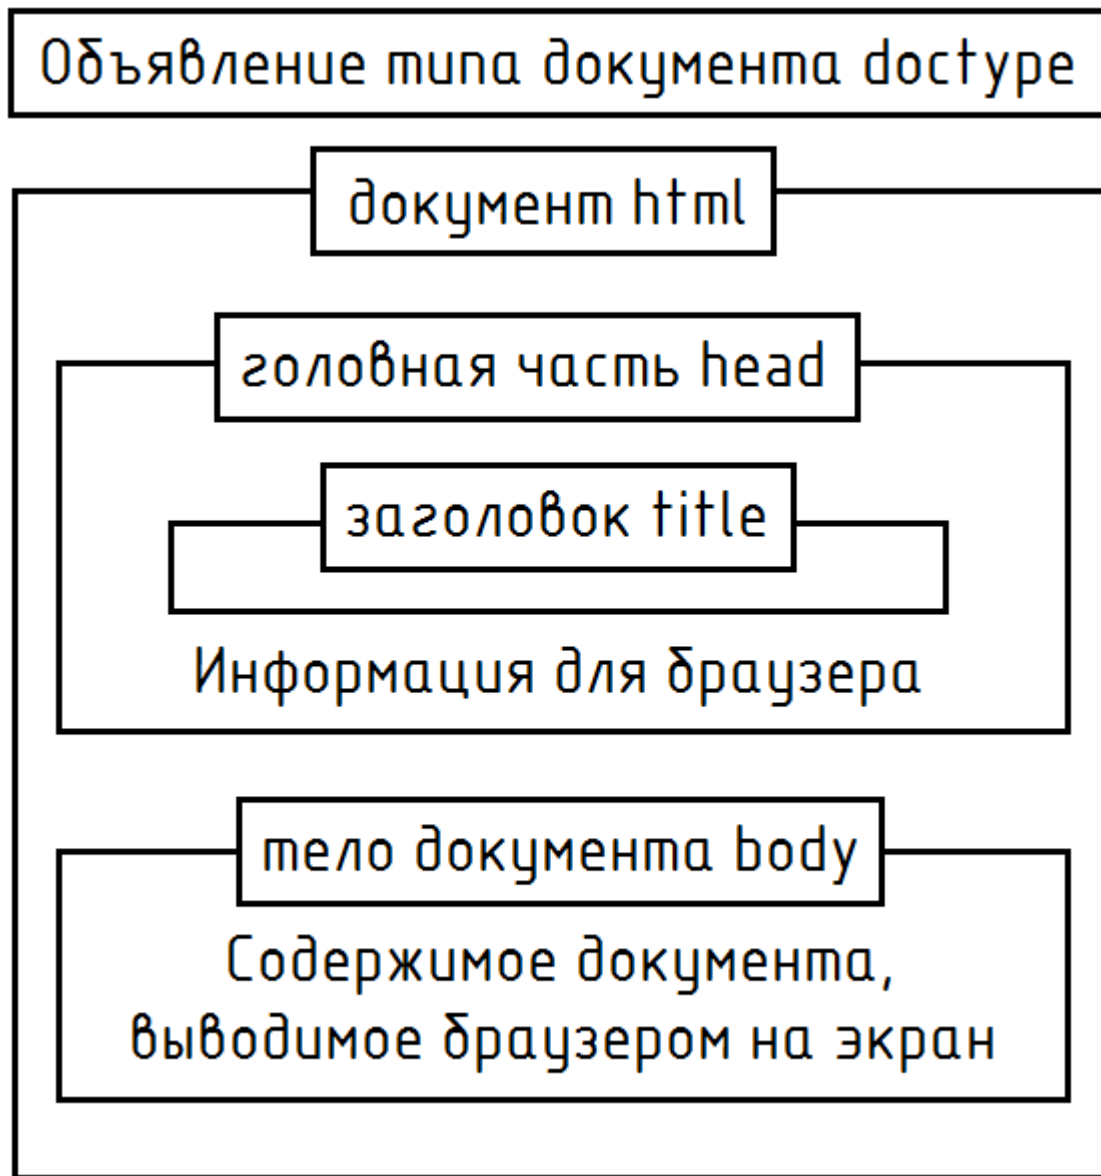 Объявление типа документа doctype
документ html
головная часть head
заголовок title
Информация для браузера
тело документа body
Содержимое документа,
выводимое браузером на экран